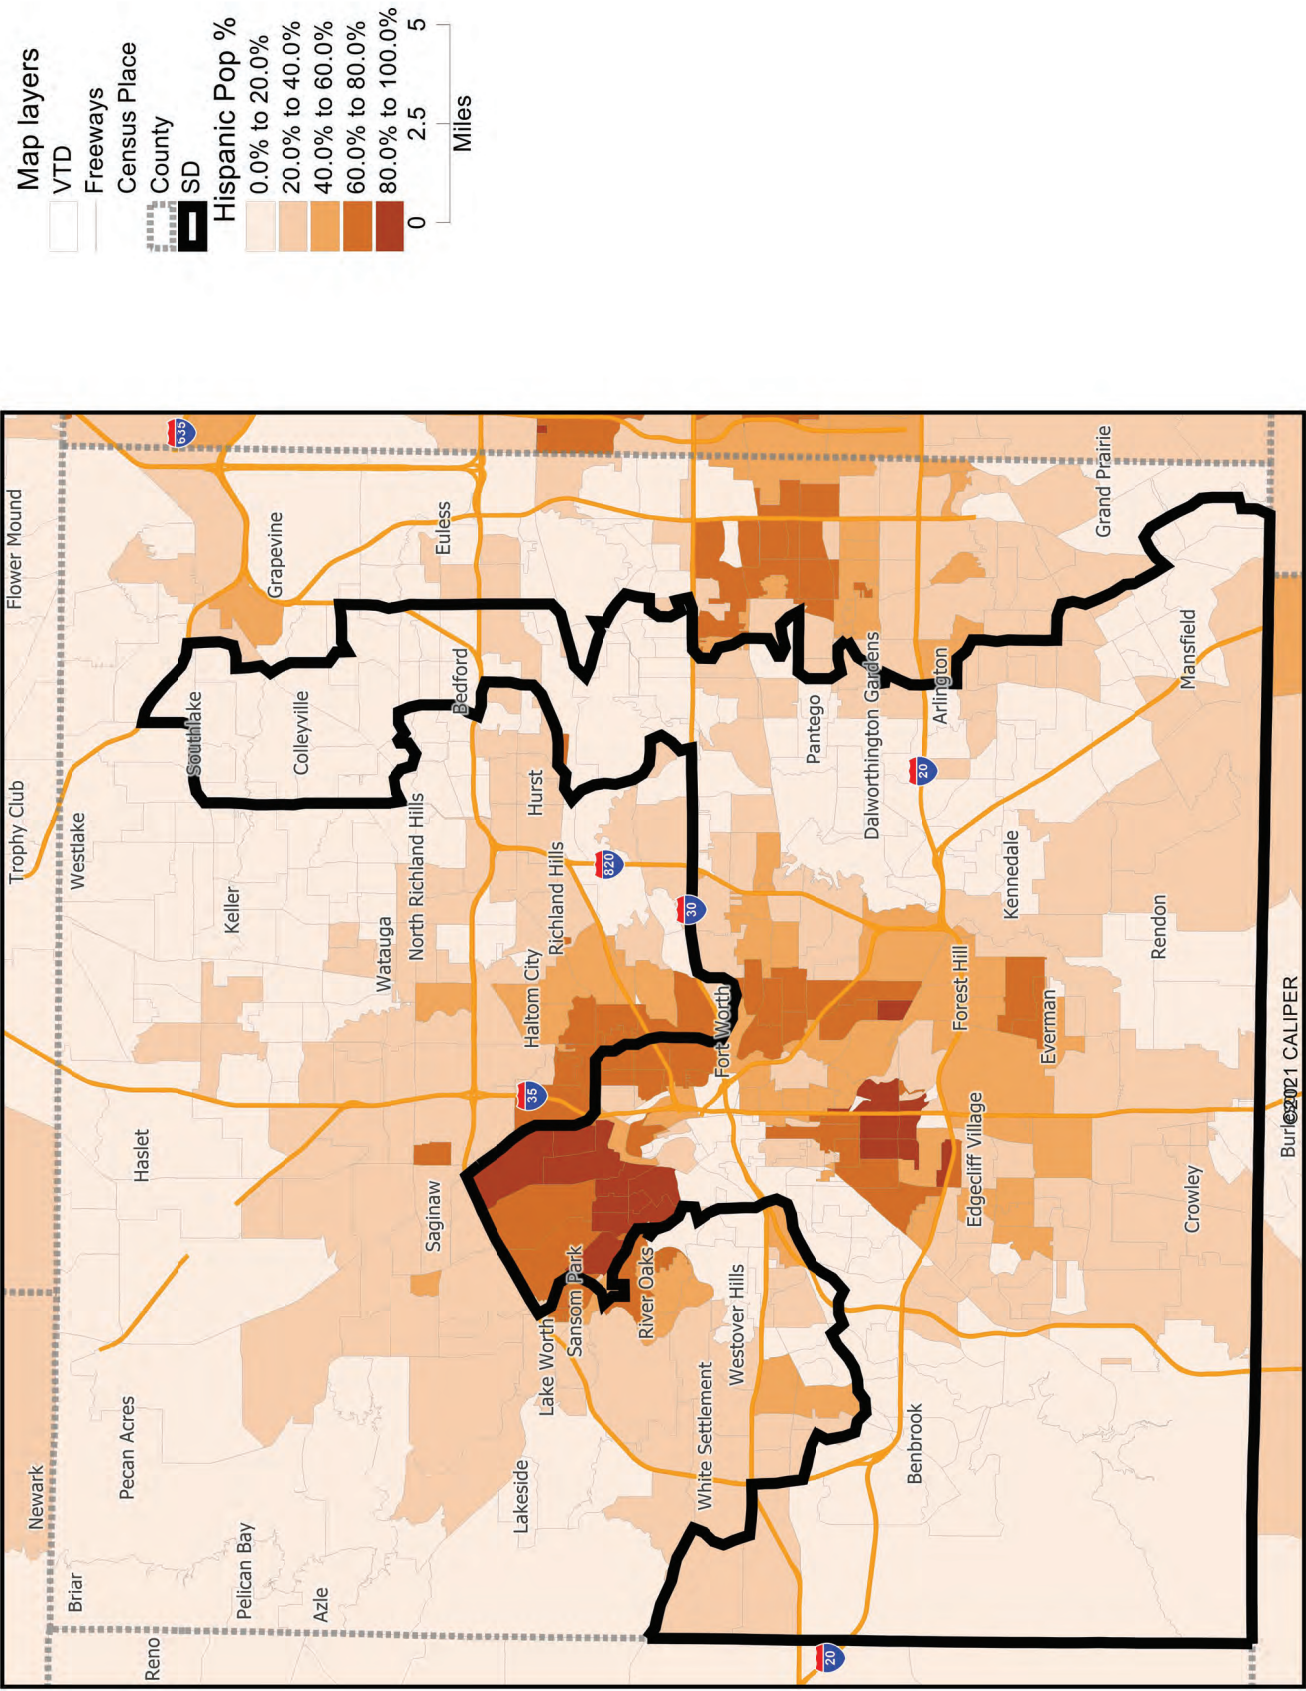 Map layers
VTD
Freeways
Census Place
County
SD
Hispanic Pop %
0.0% to 20.0%
20.0% to 40.0%
40.0% to 60.0%
60.0% to 80.0%
80.0% to 100.0%
0 2.5 5
Miles
Newark
Trophy Club
Flower Mound
Briar
Westlake
Pecan Acres
Haslet
Reno
635
Southlake
Keller
Pelican Bay
Grapevine
Colleyville
Azle
Watauga
North Richland Hills
Saginaw
Euless
Bedford
Lakeside
35
Haltom City
Hurst
Lake Worth
Richland Hills
Sansom Park
820
River Oaks
30
White Settlement
Fort Worth
Westover Hills
Pantego
20
Dalworthington Gardens
Benbrook
20
Arlington
Forest Hill
Edgecliff Village
Kennedale
Everman
Grand Prairie
Rendon
Mansfield
Crowley
©2021 CALIPER